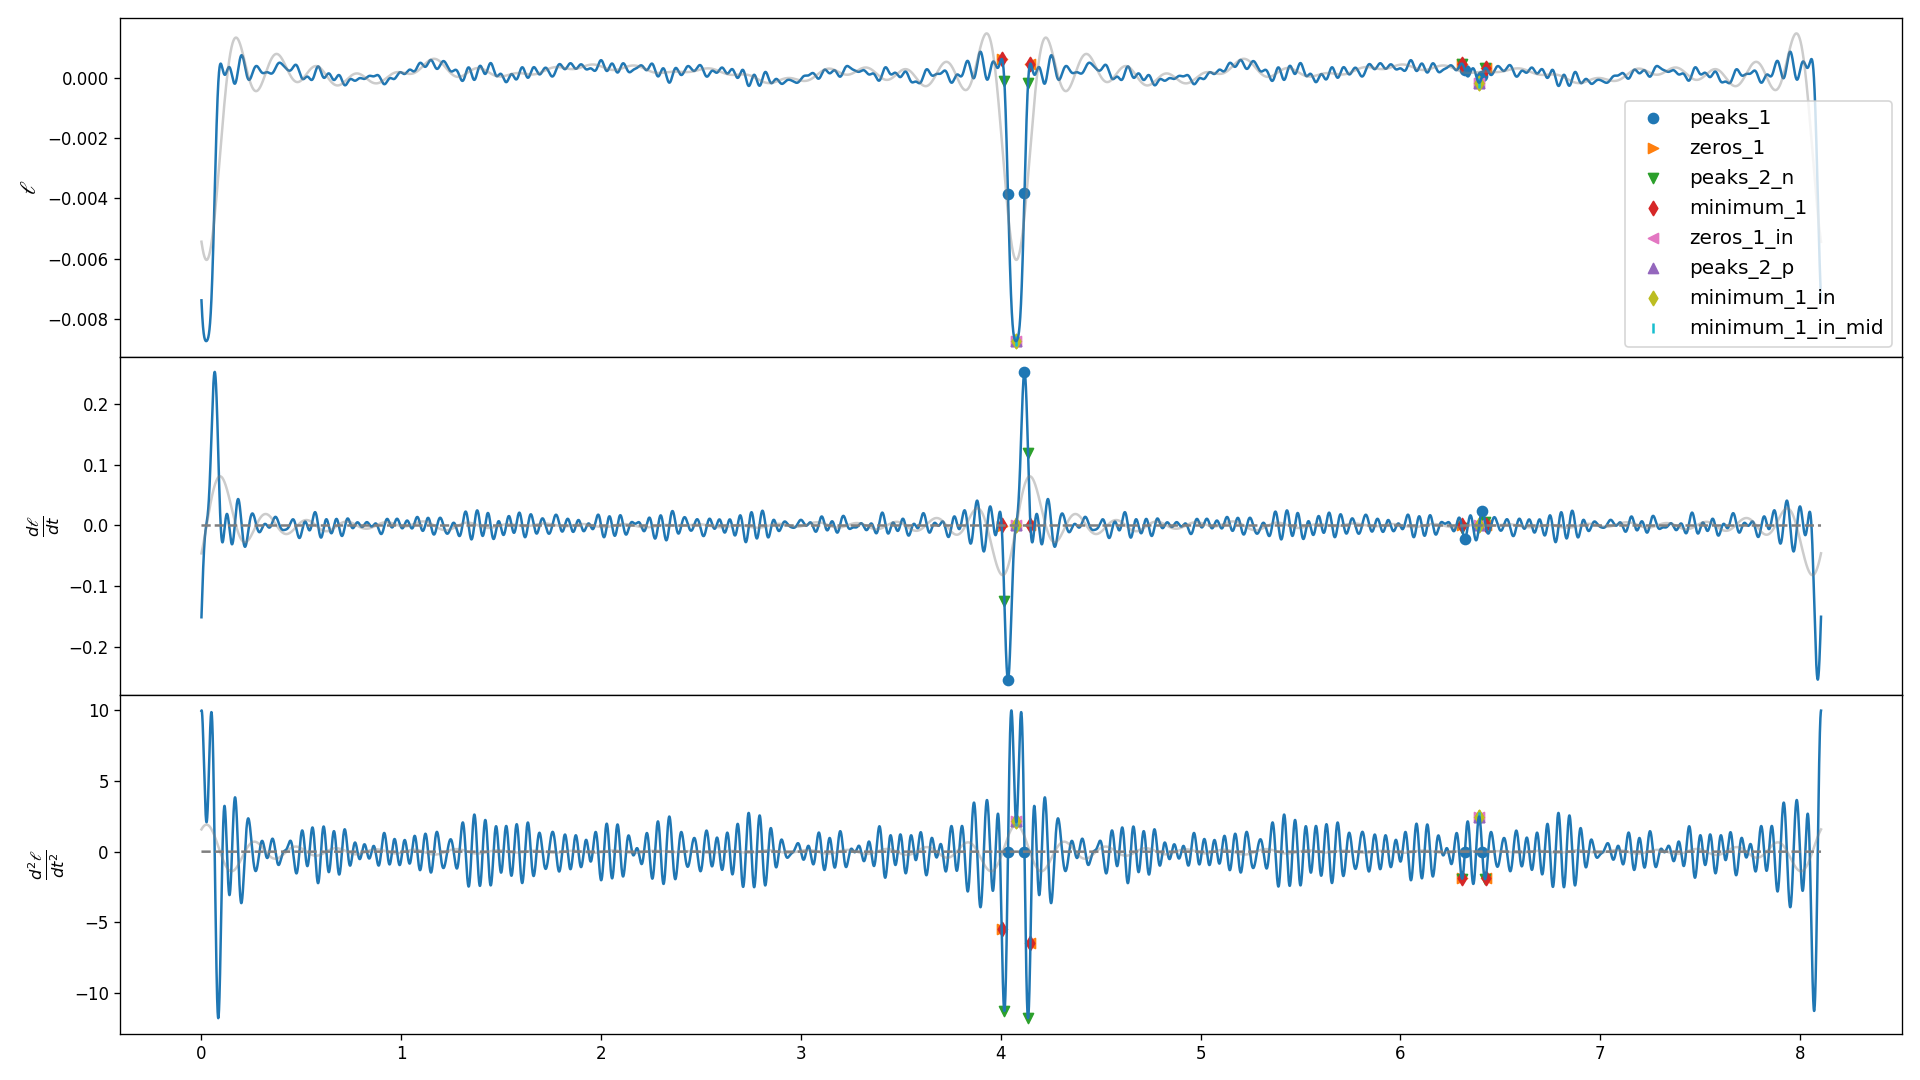 0.000
−0.002
−0.004
−0.006
−0.008
ℓ
peaks_1
zeros_1
peaks_2_n
minimum_1
zeros_1_in
peaks_2_p
minimum_1_in
minimum_1_in_mid
0.2
0.1
0.0
−0.1
−0.2
dℓ/dt
10
5
0
−5
−10
d²ℓ/dt²
0 1 2 3 4 5 6 7 8